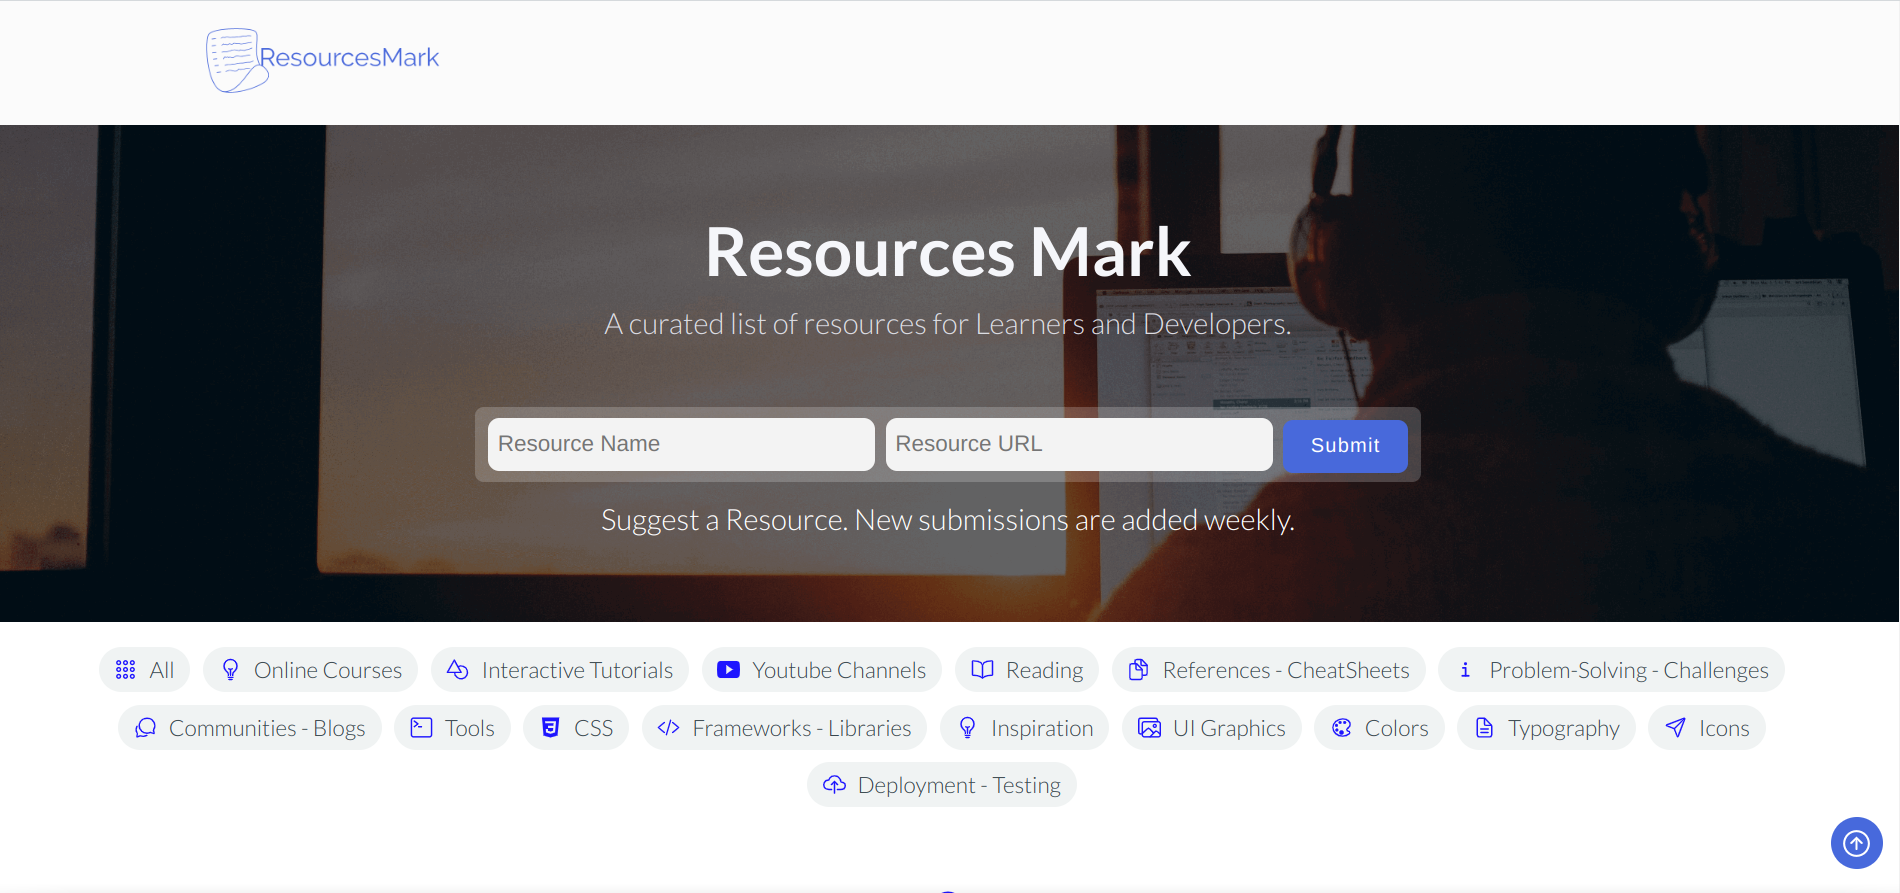 ResourcesMark
Resources Mark
A curated list of resources for Learners and Developers.
Resource Name
Resource URL
Submit
Suggest a Resource. New submissions are added weekly.
All
Online Courses
Interactive Tutorials
Youtube Channels
Reading
References - CheatSheets
Problem-Solving - Challenges
Communities - Blogs
Tools
CSS
Frameworks - Libraries
Inspiration
UI Graphics
Colors
Typography
Icons
Deployment - Testing